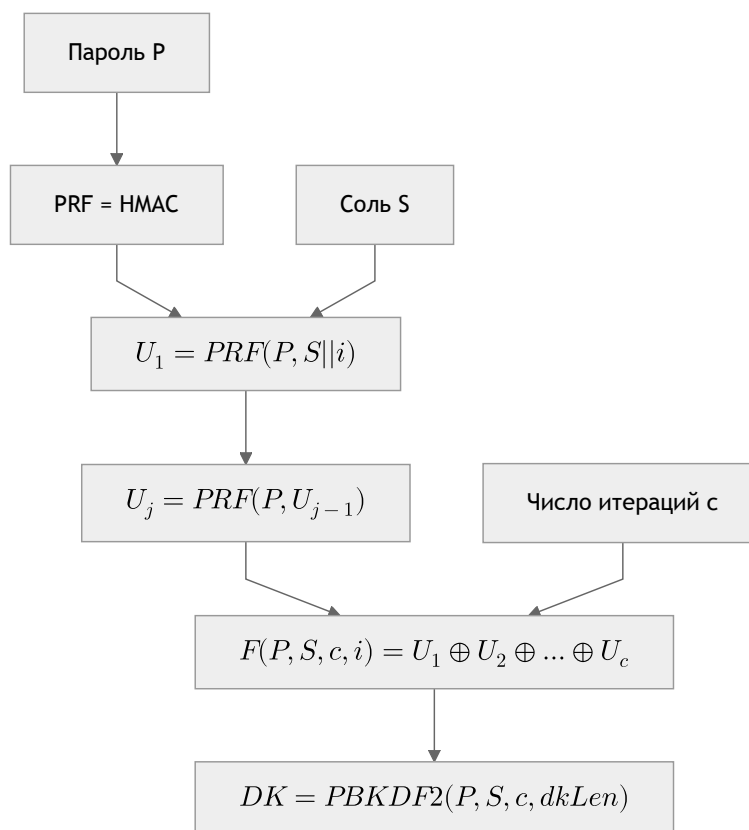 Пароль P
PRF = HMAC
Соль S
U_1 = PRF(P, S||i)
U_j = PRF(P, U_{j-1})
Число итераций c
F(P, S, c, i) = U_1 ⊕ U_2 ⊕ ... ⊕ U_c
DK = PBKDF2(P, S, c, dkLen)